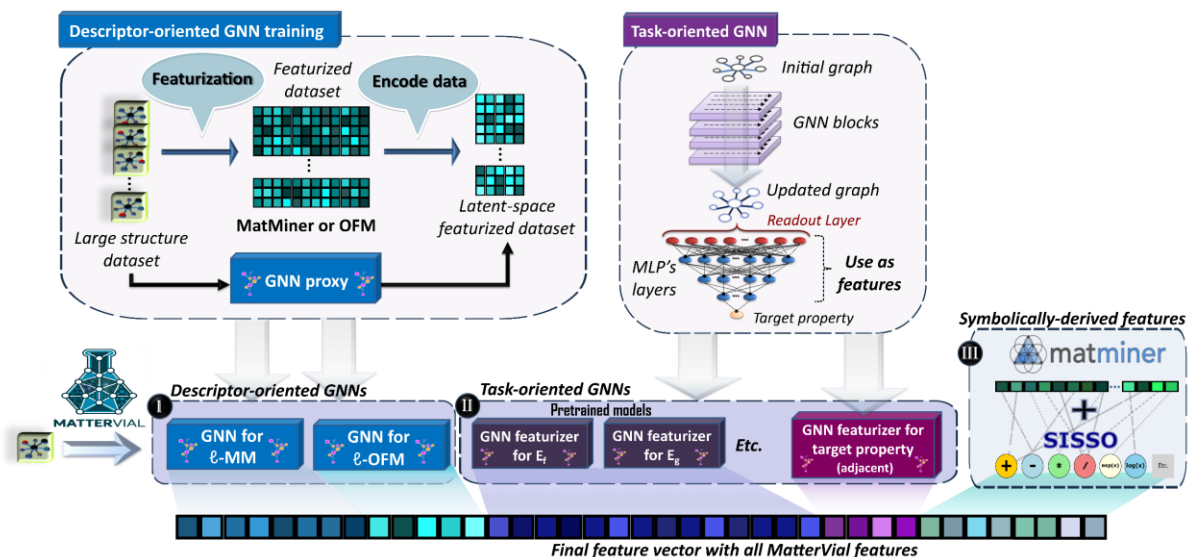 Descriptor-oriented GNN training
Featurization
Featurized
dataset
Encode data
MatMiner or OFM
Large structure
dataset
Latent-space
featurized dataset
GNN proxy
Task-oriented GNN
Initial graph
GNN blocks
Updated graph
Readout Layer
MLP's
layers
Use as
features
Target property
Symbolically-derived features
III
matminer
+
SISSO
+
-
*
/
exp(x)
log(x)
Etc.
MATTERVIAL
I
Descriptor-oriented GNNs
GNN for
ℓ-MM
GNN for
ℓ-OFM
II
Task-oriented GNNs
Pretrained models
GNN featurizer
for Ef
GNN featurizer
for Eg
Etc.
GNN featurizer for
target property
(adjacent)
Final feature vector with all MatterVial features